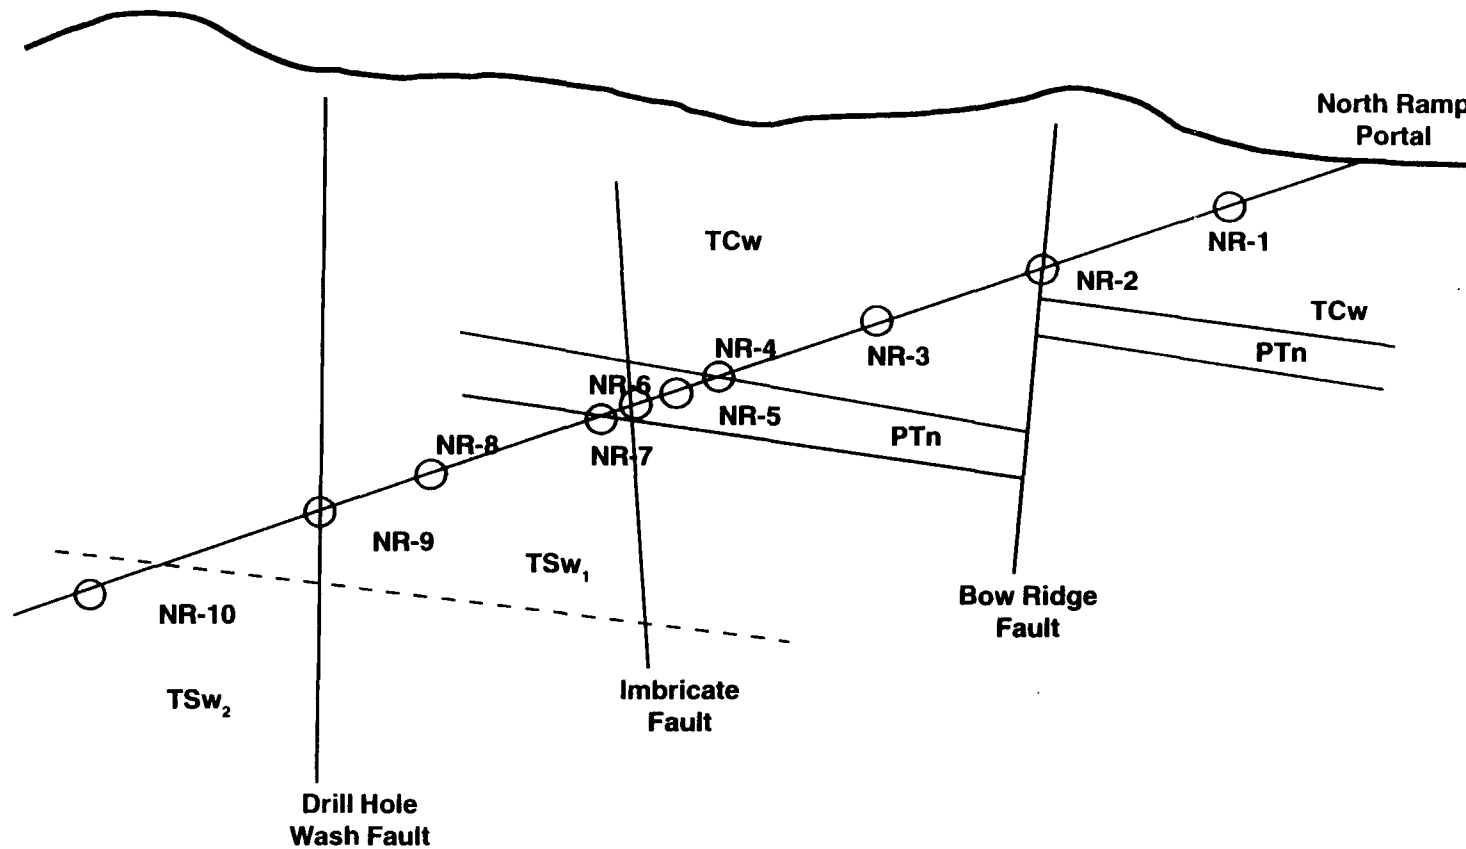 North Ramp
Portal
NR-1
TCw
NR-2
TCw
NR-3
PTn
NR-4
NR-6
NR-5
PTn
NR-8
NR-7
NR-9
TSw1
NR-10
Bow Ridge
Fault
TSw2
Imbricate
Fault
Drill Hole
Wash Fault